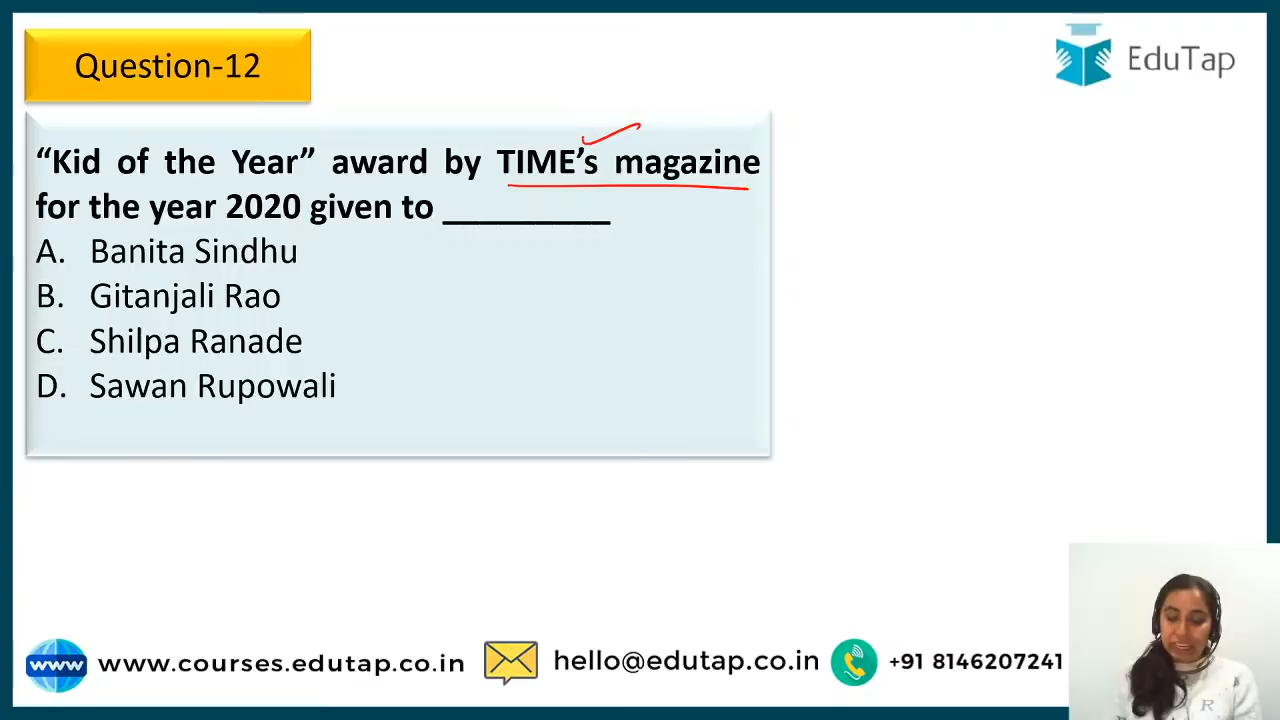 Question-12
EduTap
“Kid of the Year” award by TIME’s magazine
for the year 2020 given to __________
A. Banita Sindhu
B. Gitanjali Rao
C. Shilpa Ranade
D. Sawan Rupowali
www www.courses.edutap.co.in hello@edutap.co.in +91 8146207241
R